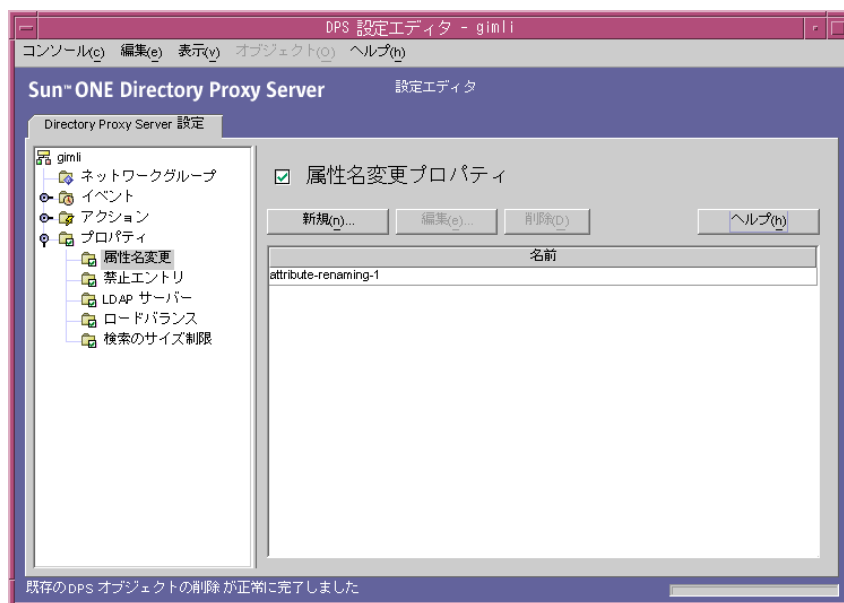 DPS 設定エディタ - gimli
コンソール(c) 編集(e) 表示(v) オブジェクト(o) ヘルプ(h)
Sun™ ONE Directory Proxy Server 設定エディタ
Directory Proxy Server 設定
gimli
ネットワークグループ
イベント
アクション
プロパティ
属性名変更
禁止エントリ
LDAP サーバー
ロードバランス
検索のサイズ制限
属性名変更プロパティ
新規(n)... 編集(e)... 削除(D) ヘルプ(h)
名前
attribute-renaming-1
既存のDPS オブジェクトの削除 が正常に完了しました